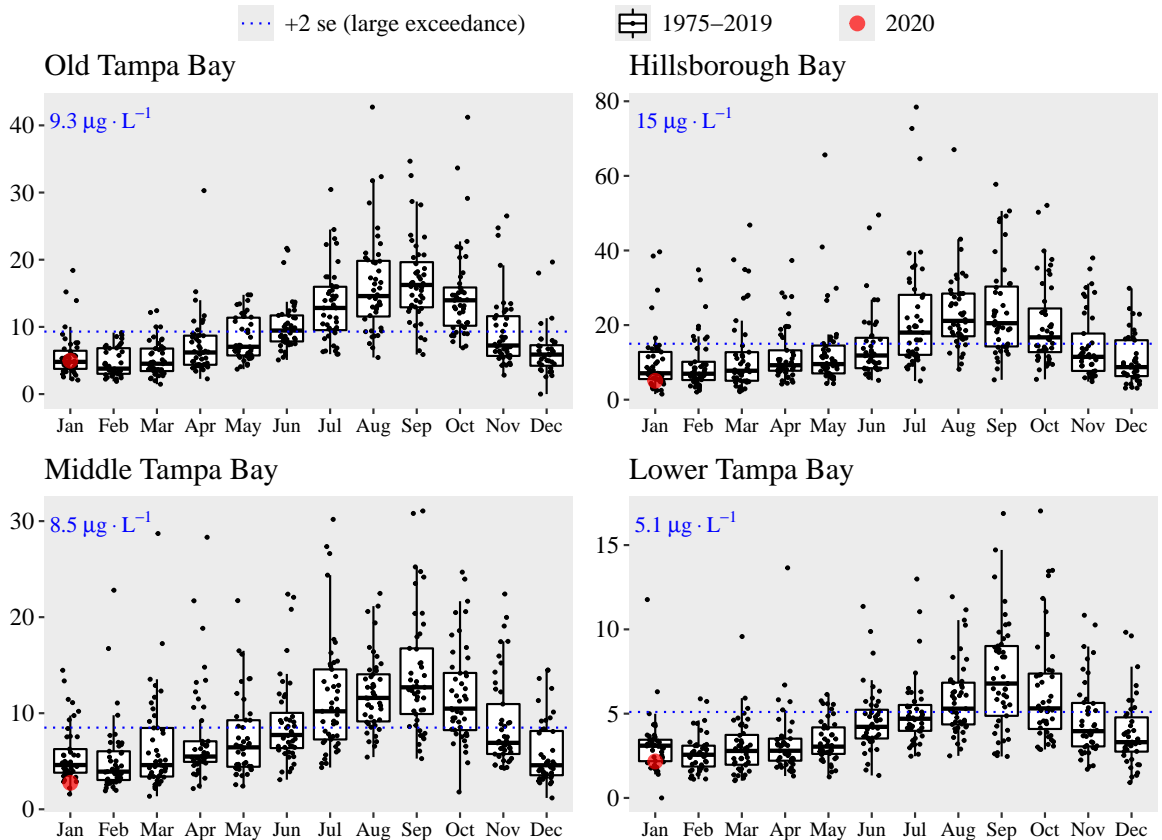 +2 se (large exceedance) 1975–2019 2020
Old Tampa Bay
9.3 µg · L⁻¹
40
30
20
10
0
Jan Feb Mar Apr May Jun Jul Aug Sep Oct Nov Dec
Hillsborough Bay
15 µg · L⁻¹
80
60
40
20
0
Jan Feb Mar Apr May Jun Jul Aug Sep Oct Nov Dec
Middle Tampa Bay
8.5 µg · L⁻¹
30
20
10
0
Jan Feb Mar Apr May Jun Jul Aug Sep Oct Nov Dec
Lower Tampa Bay
5.1 µg · L⁻¹
15
10
5
0
Jan Feb Mar Apr May Jun Jul Aug Sep Oct Nov Dec